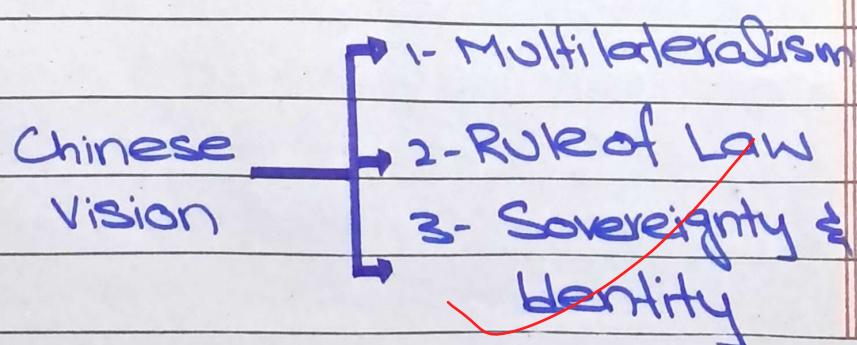 1- Multilateralism
Chinese
2- Rule of Law
Vision
3- Sovereignty &
Identity